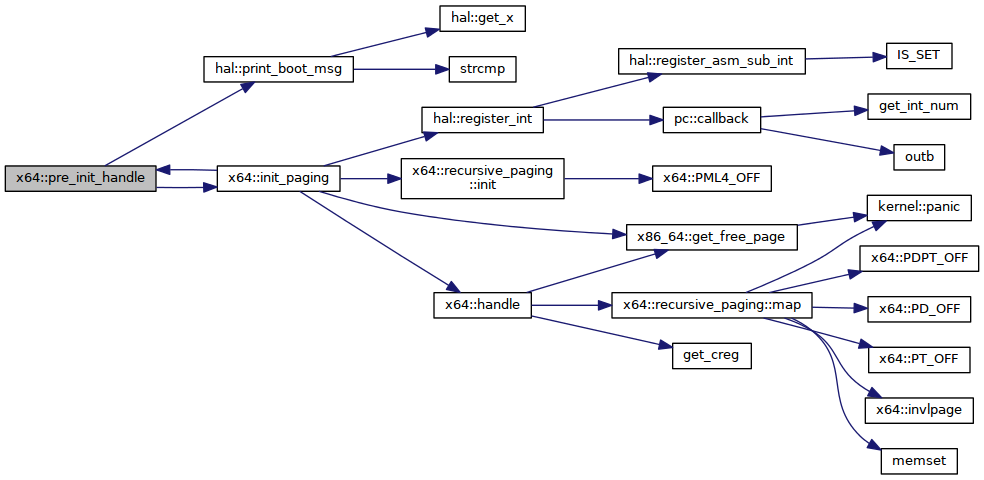 hal::get_x
hal::print_boot_msg
strcmp
IS_SET
hal::register_asm_sub_int
get_int_num
hal::register_int
pc::callback
outb
x64::pre_init_handle
x64::init_paging
x64::recursive_paging
::init
x64::PML4_OFF
kernel::panic
x86_64::get_free_page
x64::PDPT_OFF
x64::handle
x64::recursive_paging::map
x64::PD_OFF
get_creg
x64::PT_OFF
x64::invlpage
memset